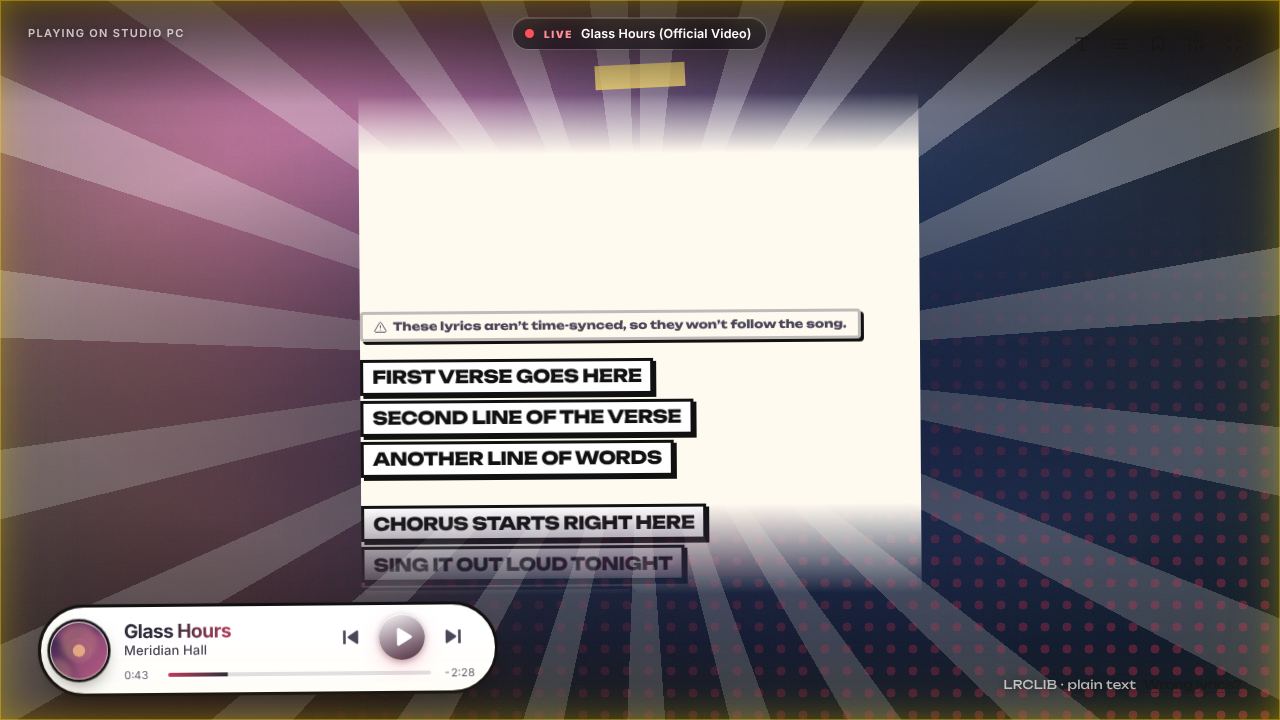 PLAYING ON STUDIO PC
LIVE Glass Hours (Official Video)
These lyrics aren't time-synced, so they won't follow the song.
FIRST VERSE GOES HERE
SECOND LINE OF THE VERSE
ANOTHER LINE OF WORDS
CHORUS STARTS RIGHT HERE
SING IT OUT LOUD TONIGHT
Glass Hours
Meridian Hall
0:43
-2:28
LRCLIB · plain text